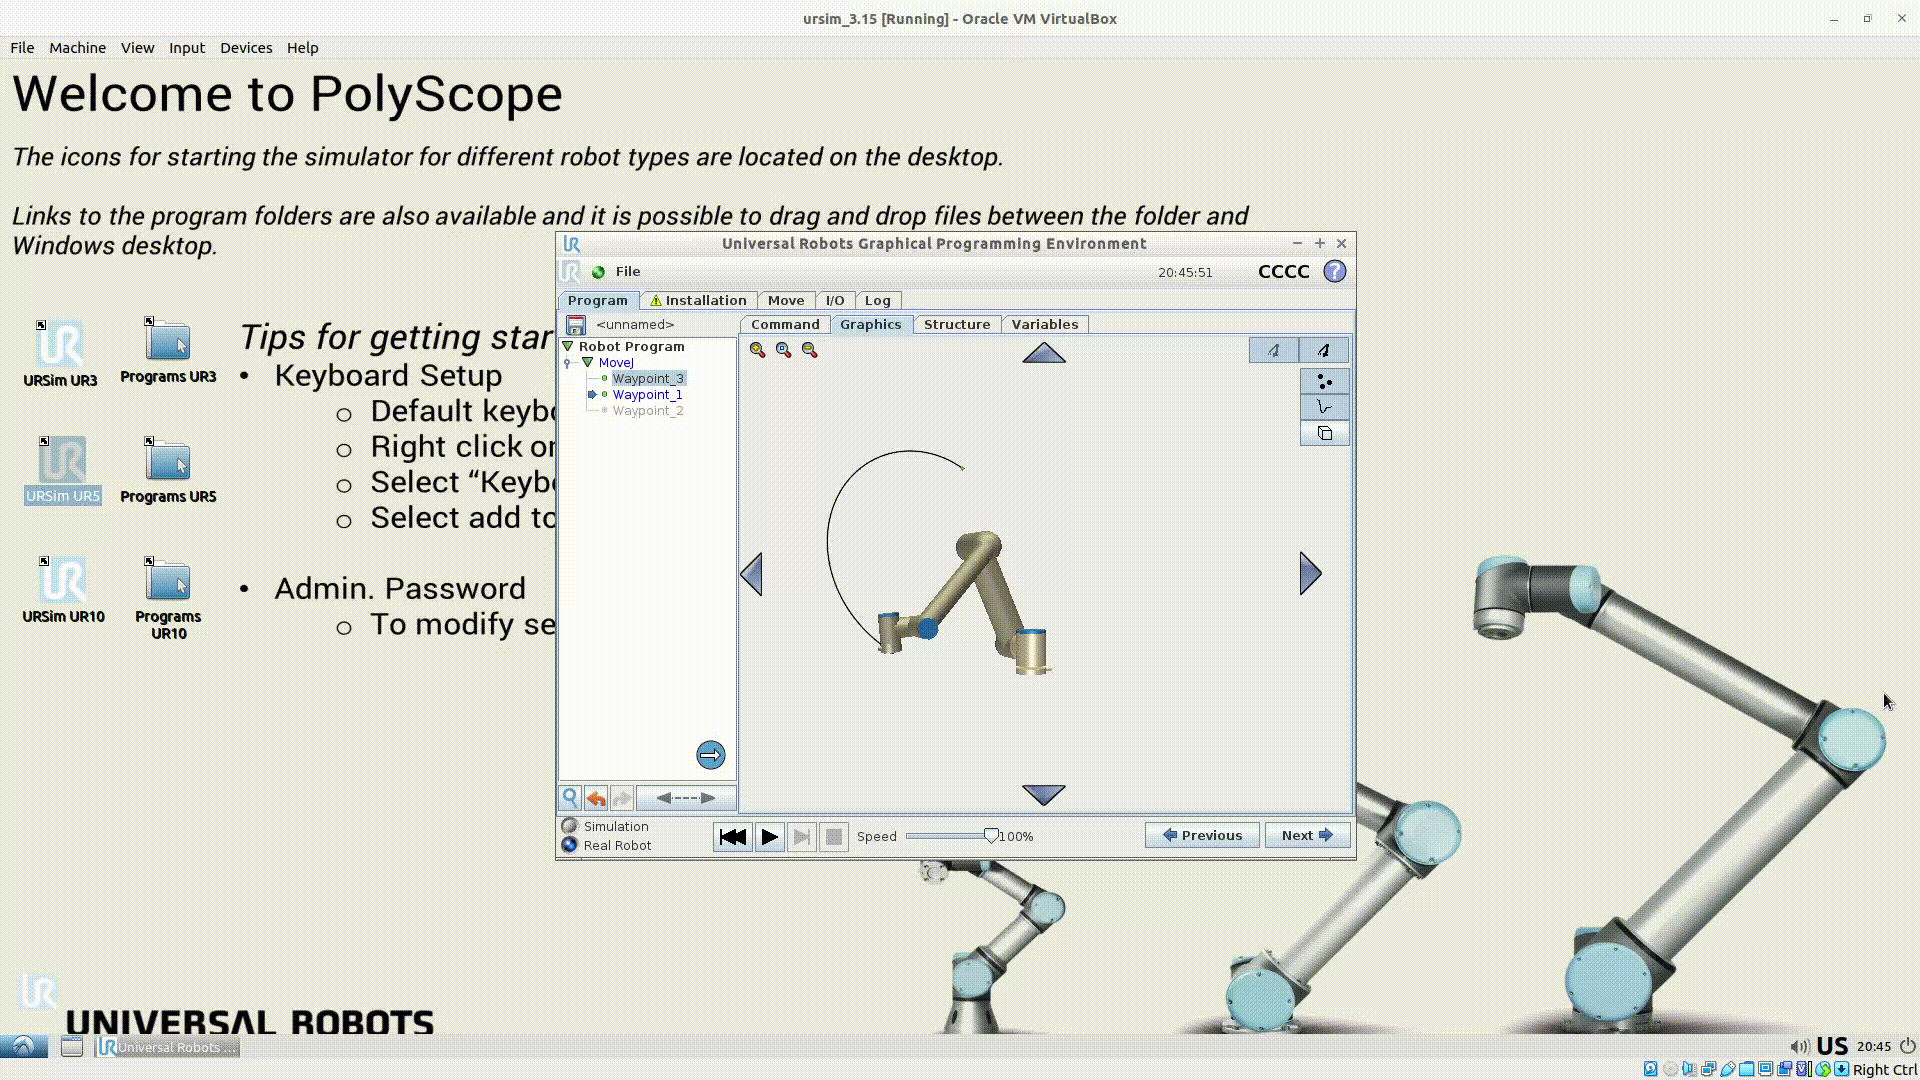 ursim_3.15 [Running] - Oracle VM VirtualBox
File Machine View Input Devices Help
Welcome to PolyScope
The icons for starting the simulator for different robot types are located on the desktop.
Links to the program folders are also available and it is possible to drag and drop files between the folder and
Windows desktop.
Universal Robots Graphical Programming Environment
File
20:45:51
CCCC
Program Installation Move I/O Log
<unnamed>
Command Graphics Structure Variables
Robot Program
MoveJ
Waypoint_3
Waypoint_1
Waypoint_2
Simulation
Real Robot
Speed
100%
Previous
Next
Tips for getting star
• Keyboard Setup
o Default keyb
o Right click or
o Select “Keyb
o Select add to
• Admin. Password
o To modify se
URSim UR3
Programs UR3
URSim UR5
Programs UR5
URSim UR10
Programs
UR10
UR
UNIVERSAL ROBOTS
Universal Robots ...
US
20:45
Right Ctrl